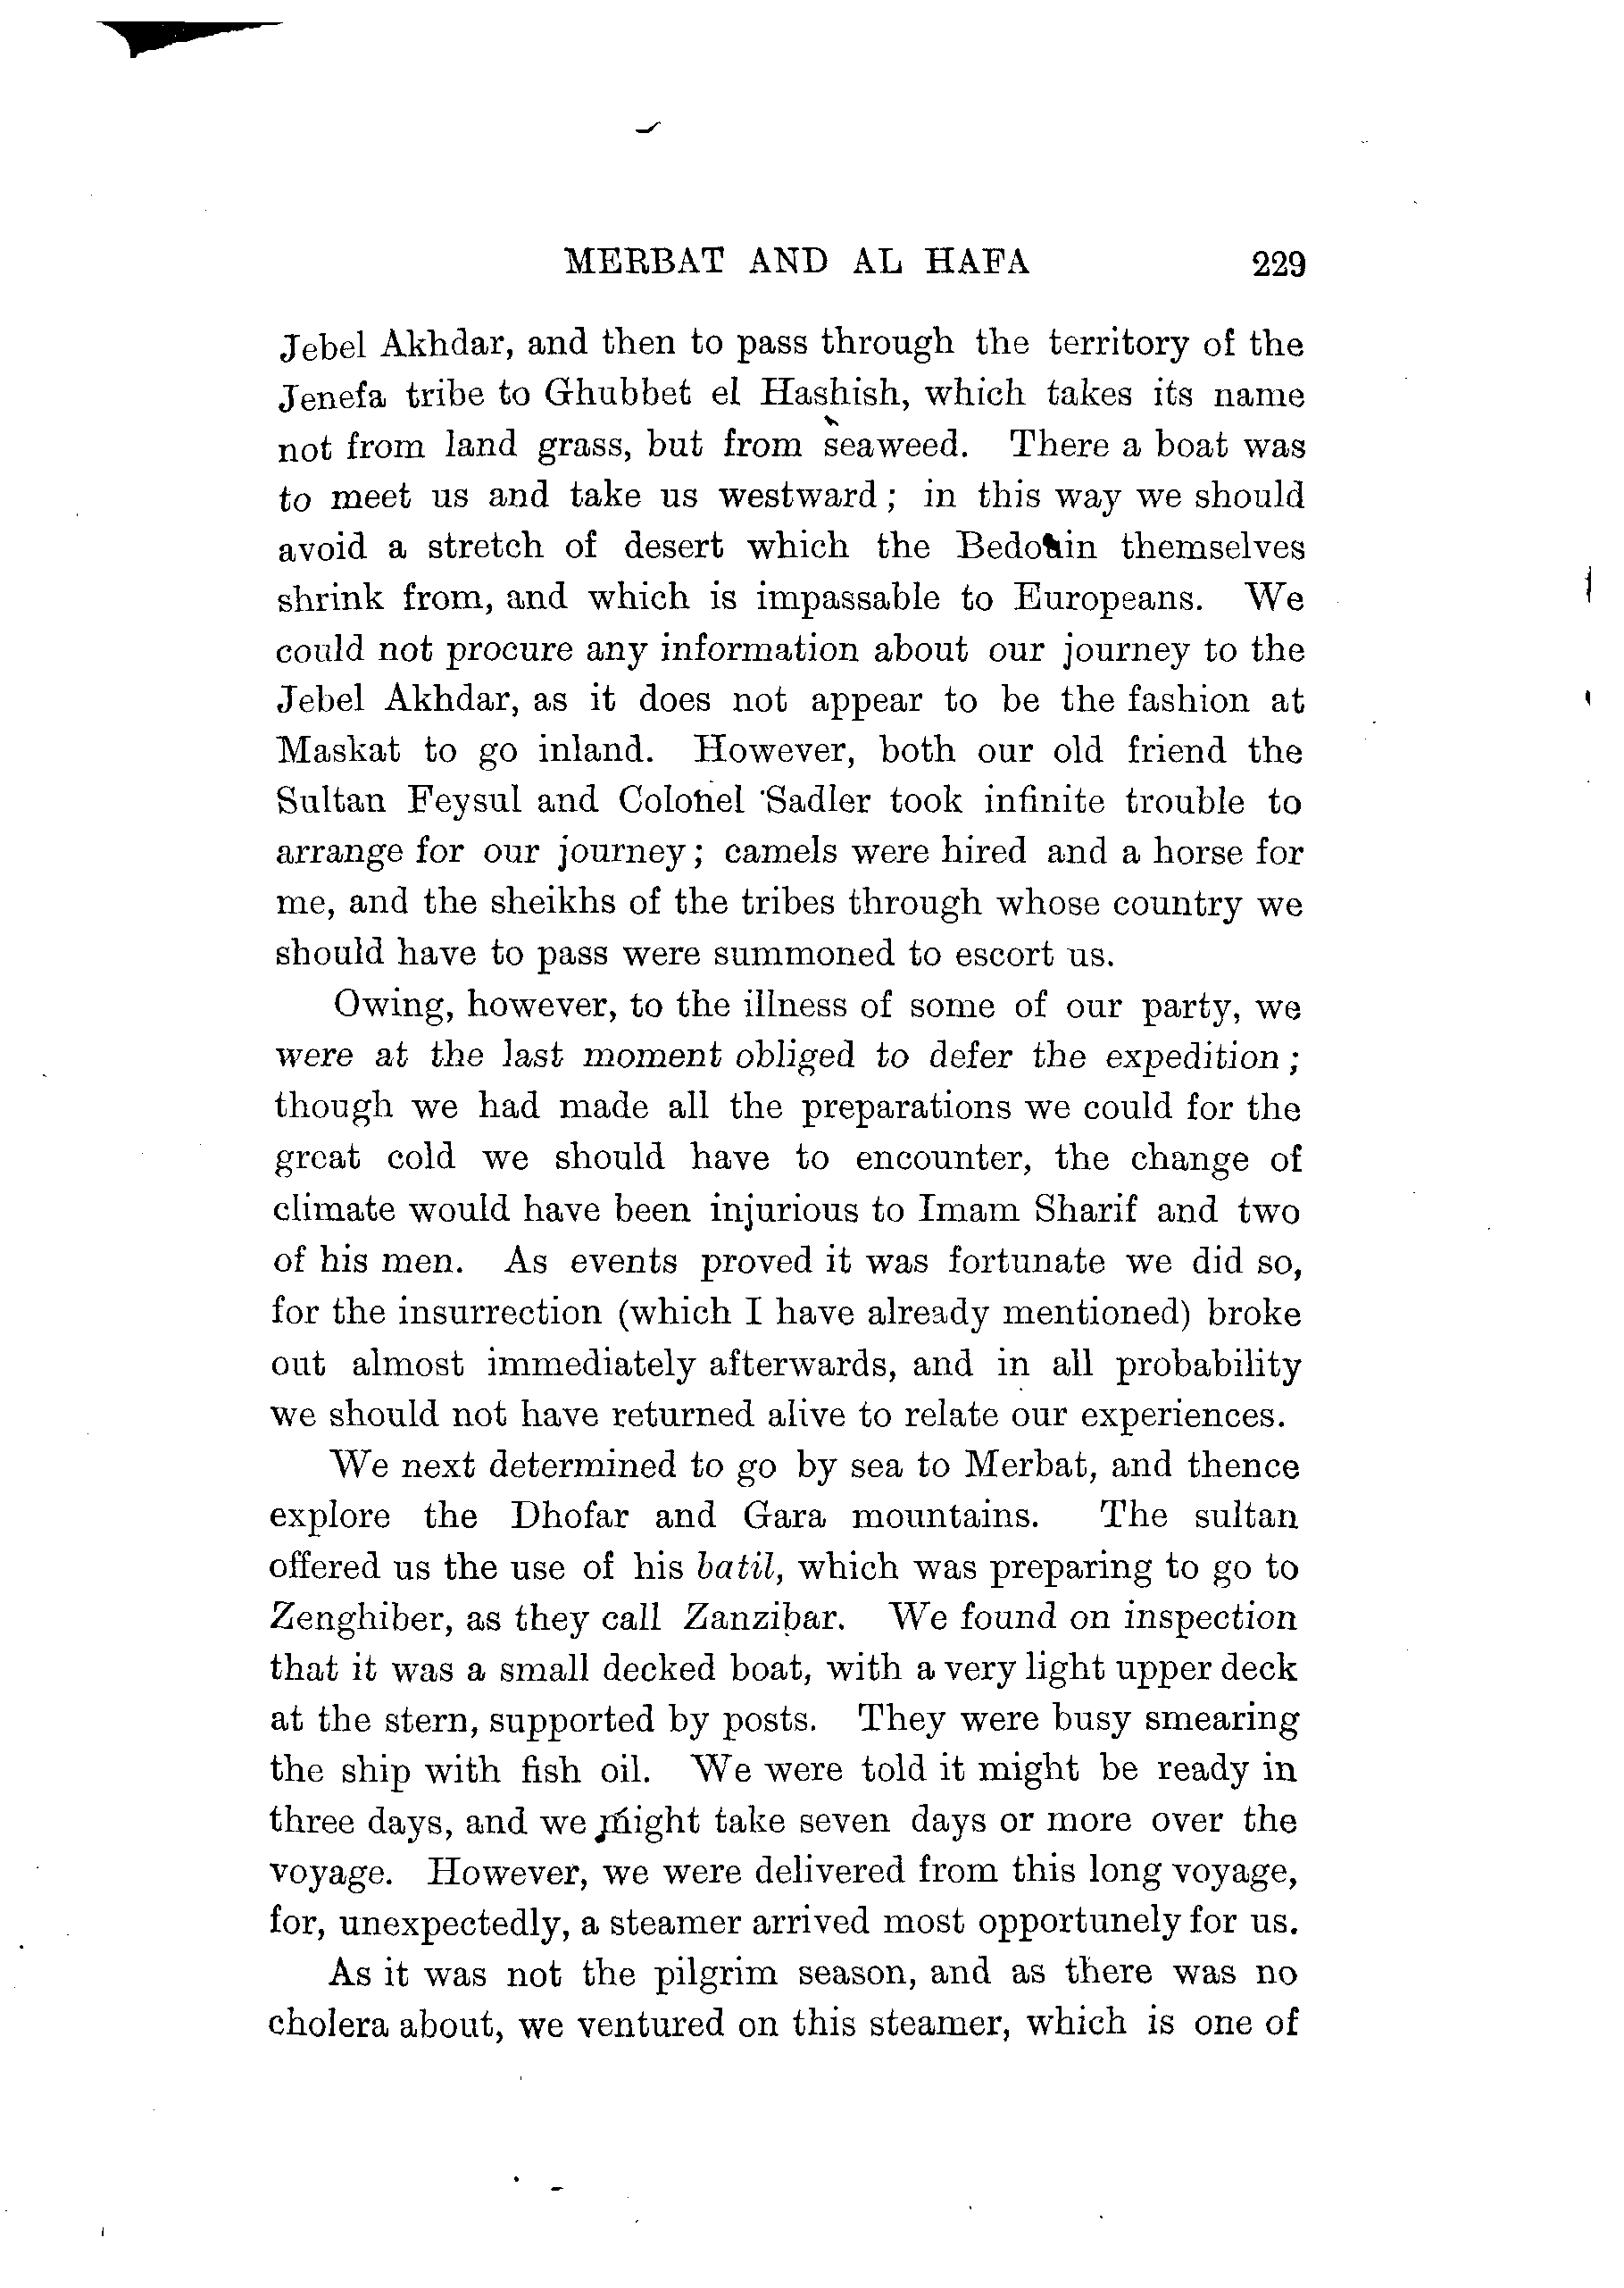 MERBAT AND AL HAFA 229
Jebel Akhdar, and then to pass through the territory of the
Jenefa tribe to Ghubbet el Hashish, which takes its name
not from land grass, but from seaweed. There a boat was
to meet us and take us westward; in this way we should
avoid a stretch of desert which the Bedouin themselves
shrink from, and which is impassable to Europeans. We
could not procure any information about our journey to the
Jebel Akhdar, as it does not appear to be the fashion at
Maskat to go inland. However, both our old friend the
Sultan Feysul and Colonel Sadler took infinite trouble to
arrange for our journey; camels were hired and a horse for
me, and the sheikhs of the tribes through whose country we
should have to pass were summoned to escort us.
Owing, however, to the illness of some of our party, we
were at the last moment obliged to defer the expedition;
though we had made all the preparations we could for the
great cold we should have to encounter, the change of
climate would have been injurious to Imam Sharif and two
of his men. As events proved it was fortunate we did so,
for the insurrection (which I have already mentioned) broke
out almost immediately afterwards, and in all probability
we should not have returned alive to relate our experiences.
We next determined to go by sea to Merbat, and thence
explore the Dhofar and Gara mountains. The sultan
offered us the use of his batil, which was preparing to go to
Zenghiber, as they call Zanzibar. We found on inspection
that it was a small decked boat, with a very light upper deck
at the stern, supported by posts. They were busy smearing
the ship with fish oil. We were told it might be ready in
three days, and we might take seven days or more over the
voyage. However, we were delivered from this long voyage,
for, unexpectedly, a steamer arrived most opportunely for us.
As it was not the pilgrim season, and as there was no
cholera about, we ventured on this steamer, which is one of